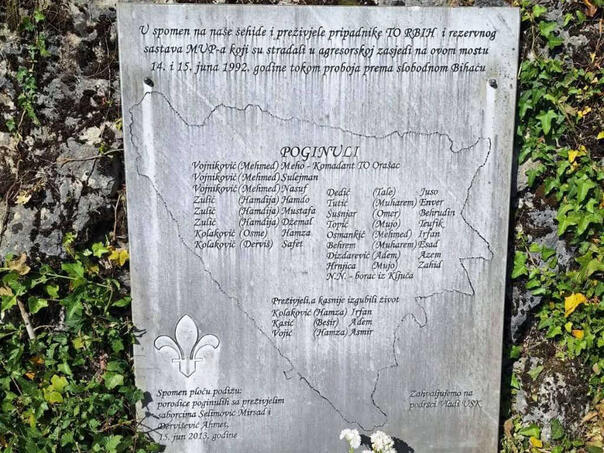 U spomen na naše šehide i preživjele pripadnike TO RBIH i rezervnog
sastava MUP-a koji su stradali u agresorskoj zasjedi na ovom mostu
14. i 15. juna 1992. godine tokom proboja prema slobodnom Bihaću
POGINULI
Vojniković (Mehmed) Meho - Komadant TO Orašac
Vojniković (Mehmed) Sulejman
Vojniković (Mehmed) Nasuf
Zulić (Hamdija) Hamdo
Zulić (Hamdija) Mustafa
Zulić (Hamdija) Džemal
Kolaković (Osme) Hamza
Kolaković (Derviš) Safet
Dedić (Tale) Juso
Tutić (Muharem) Enver
Sušnjar (Omer) Behrudin
Topić (Mujo) Teufik
Osmankić (Mehmed) Irfan
Behrem (Muharem) Esad
Dizdarević (Adem) Azem
Hrnjica (Mujo) Zahid
N.N. - borac iz Ključa
Preživjeli, a kasnije izgubili život
Kolaković (Hamza) Irfan
Kasić (Bešir) Adem
Vojić (Hamza) Asmir
Spomen ploču podižu:
porodice poginulih sa preživjelim
saborcima Selimović Mirsad i
Dervišević Ahmet,
15. jun 2013. godine
Zahvaljujemo na
podršci Vladi USK